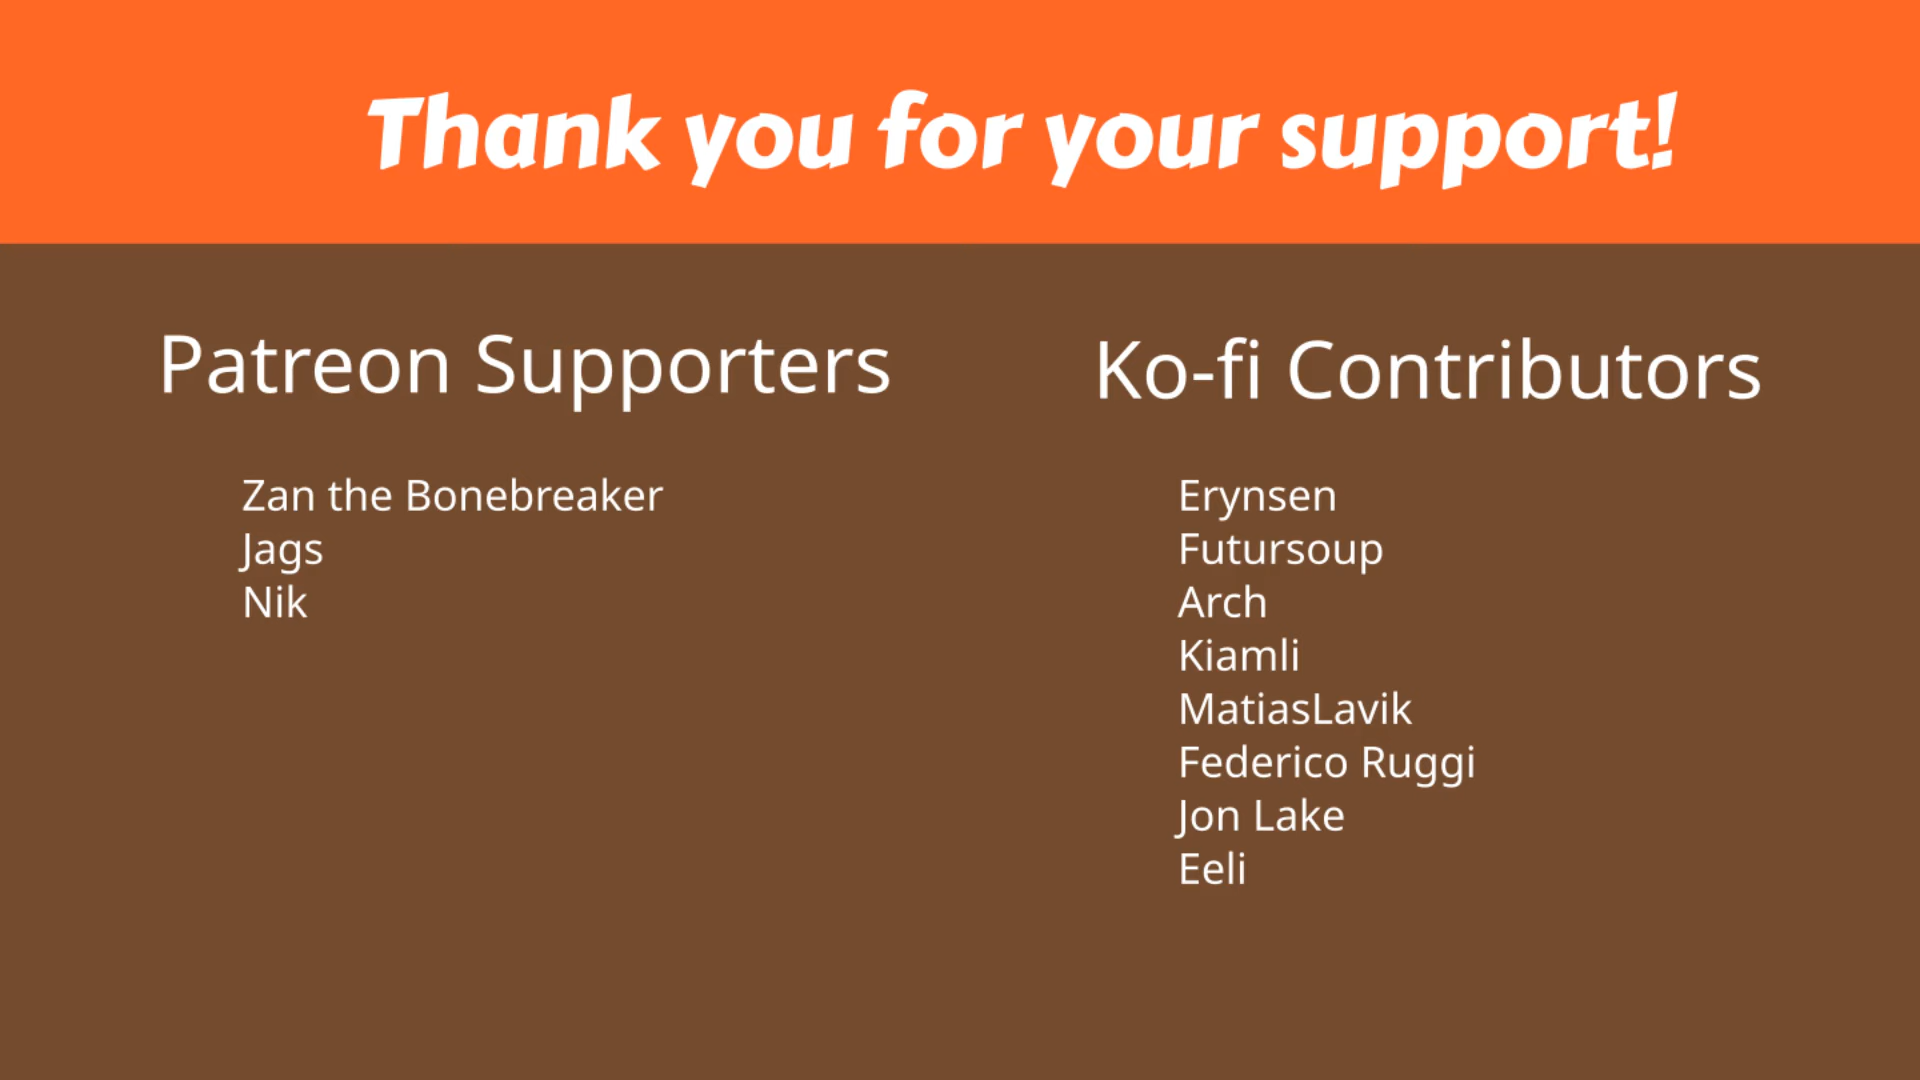 Thank you for your support!
Patreon Supporters
Zan the Bonebreaker
Jags
Nik
Ko-fi Contributors
Erynsen
Futursoup
Arch
Kiamli
MatiasLavik
Federico Ruggi
Jon Lake
Eeli